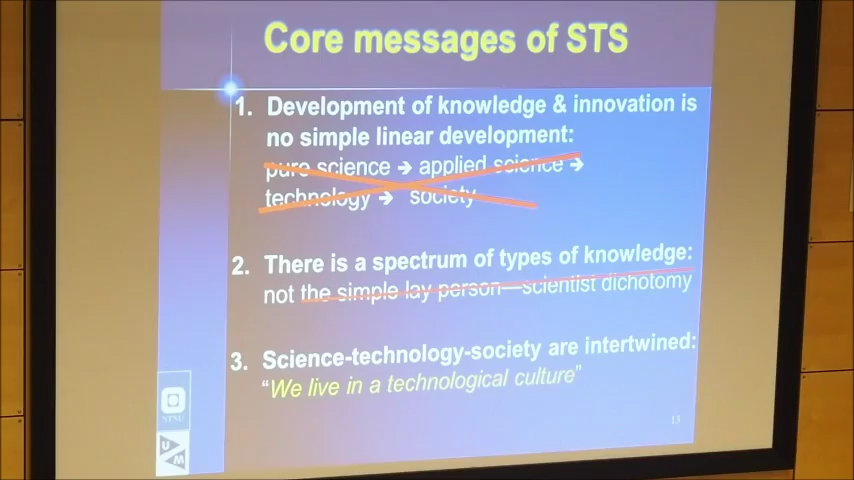 Core messages of STS
1. Development of knowledge & innovation is
no simple linear development:
pure science ➔ applied science ➔
technology ➔ society
2. There is a spectrum of types of knowledge:
not the simple lay person—scientist dichotomy
3. Science-technology-society are intertwined:
“We live in a technological culture”
13
NTSU
U
M